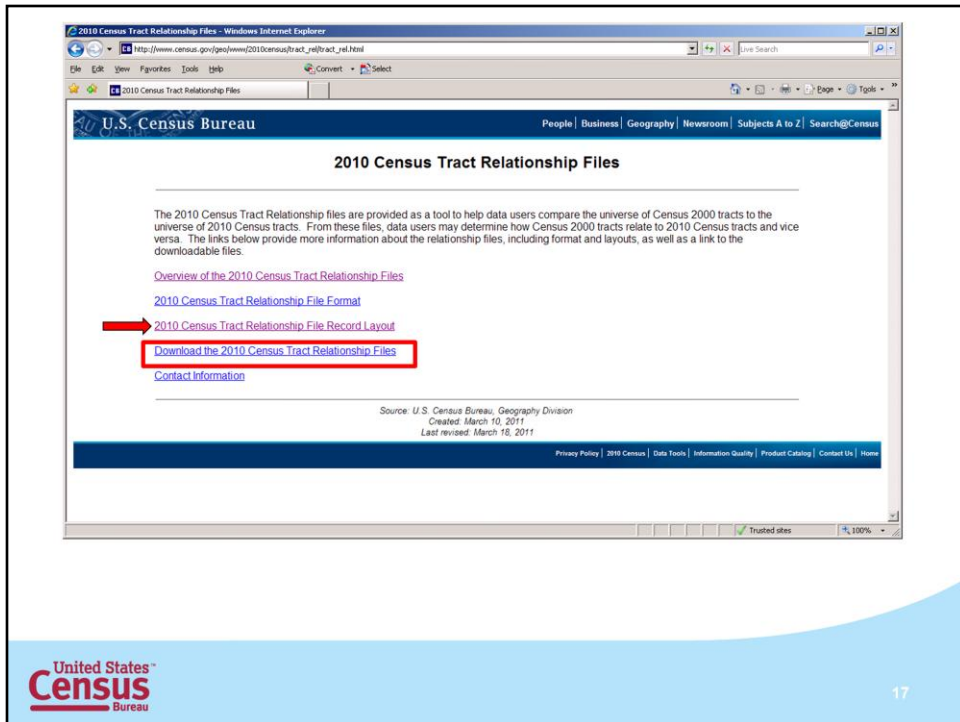 2010 Census Tract Relationship Files - Windows Internet Explorer
http://www.census.gov/geo/www/2010census/tract_rel/tract_rel.html
Live Search
File Edit View Favorites Tools Help
Convert Select
2010 Census Tract Relationship Files
Page Tools
U.S. Census Bureau
People | Business | Geography | Newsroom | Subjects A to Z | Search@Census
2010 Census Tract Relationship Files
The 2010 Census Tract Relationship files are provided as a tool to help data users compare the universe of Census 2000 tracts to the
universe of 2010 Census tracts. From these files, data users may determine how Census 2000 tracts relate to 2010 Census tracts and vice
versa. The links below provide more information about the relationship files, including format and layouts, as well as a link to the
downloadable files.
Overview of the 2010 Census Tract Relationship Files
2010 Census Tract Relationship File Format
2010 Census Tract Relationship File Record Layout
Download the 2010 Census Tract Relationship Files
Contact Information
Source: U.S. Census Bureau, Geography Division
Created: March 10, 2011
Last revised: March 18, 2011
Privacy Policy | 2010 Census | Data Tools | Information Quality | Product Catalog | Contact Us | Home
Trusted sites
100%
United States™
Census
Bureau
17